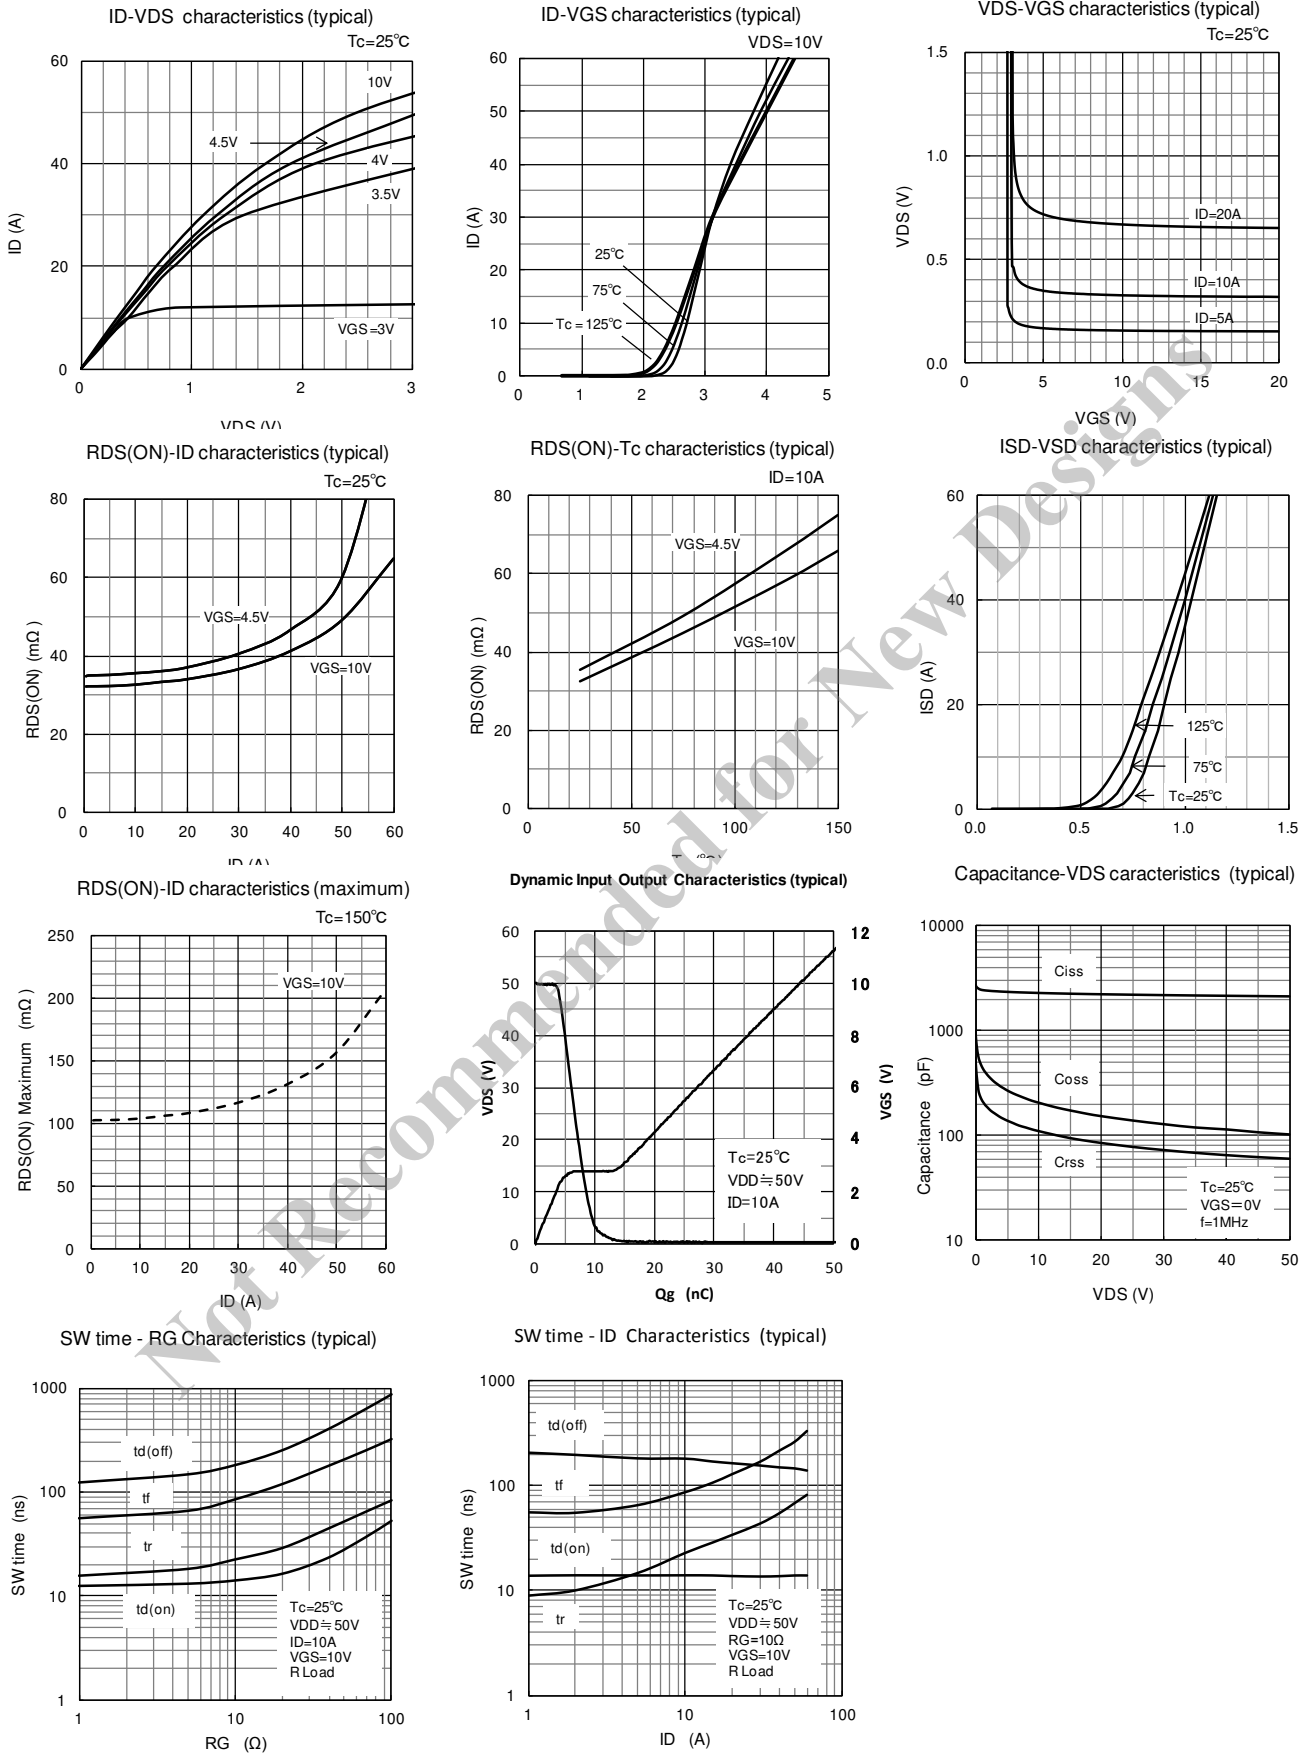 ID-VDS characteristics (typical)
Tc=25℃
60
40
20
0
0
1
2
3
10V
4.5V
4V
3.5V
VGS=3V
ID (A)
VDS (V)
ID-VGS characteristics (typical)
VDS=10V
60
50
40
30
20
10
0
0
1
2
3
4
5
25℃
75℃
Tc = 125℃
ID (A)
VDS-VGS characteristics (typical)
Tc=25℃
1.5
1.0
0.5
0.0
0
5
10
15
20
ID=20A
ID=10A
ID=5A
VDS (V)
VGS (V)
RDS(ON)-ID characteristics (typical)
Tc=25℃
80
60
40
20
0
0
10
20
30
40
50
60
VGS=4.5V
VGS=10V
RDS(ON) (mΩ )
ID (A)
RDS(ON)-Tc characteristics (typical)
ID=10A
80
60
40
20
0
0
50
100
150
VGS=4.5V
VGS=10V
RDS(ON) (mΩ )
ISD-VSD characteristics (typical)
60
40
20
0
0.0
0.5
1.0
1.5
125℃
75℃
Tc=25℃
ISD (A)
RDS(ON)-ID characteristics (maximum)
Tc=150℃
250
200
150
100
50
0
0
10
20
30
40
50
60
VGS=10V
RDS(ON) Maximum (mΩ )
ID (A)
Dynamic Input Output Characteristics (typical)
60
50
40
30
20
10
0
12
10
8
6
4
2
0
0
10
20
30
40
50
Tc=25℃
VDD≒50V
ID=10A
VDS (V)
VGS (V)
Qg (nC)
Capacitance-VDS caracteristics (typical)
10000
1000
100
10
0
10
20
30
40
50
Ciss
Coss
Crss
Tc=25℃
VGS=0V
f=1MHz
Capacitance (pF)
VDS (V)
SW time - RG Characteristics (typical)
1000
100
10
1
1
10
100
td(off)
tf
tr
td(on)
Tc=25℃
VDD≒50V
ID=10A
VGS=10V
R Load
SW time (ns)
RG (Ω)
SW time - ID Characteristics (typical)
1000
100
10
1
1
10
100
td(off)
tf
td(on)
tr
Tc=25℃
VDD≒50V
RG=10Ω
VGS=10V
R Load
SW time (ns)
ID (A)
Not Recommended for New Designs